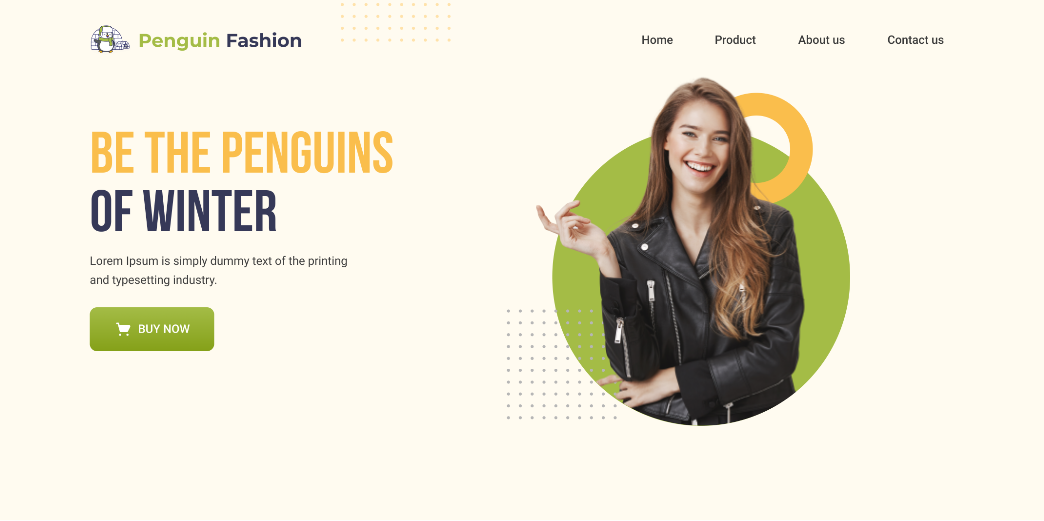 Penguin Fashion
Home Product About us Contact us
BE THE PENGUINS
OF WINTER
Lorem Ipsum is simply dummy text of the printing
and typesetting industry.
BUY NOW